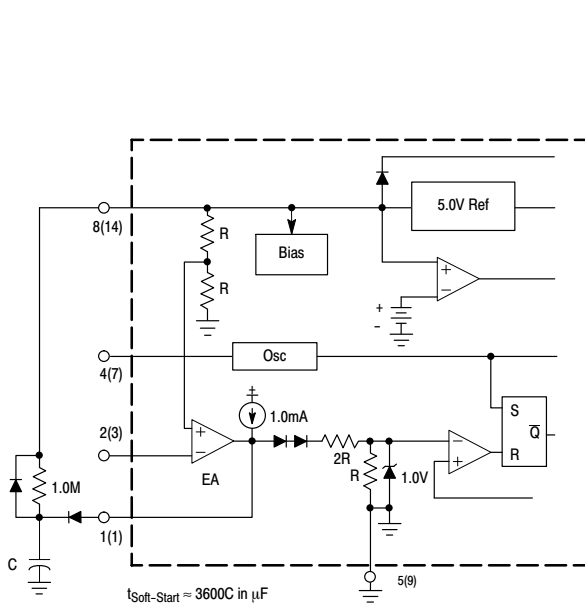 5.0V Ref
8(14)
R
Bias
R
+
−
+
−
4(7)
Osc
S
Q̅
R
+
1.0mA
2(3)
+
−
EA
2R
R
1.0V
−
+
1.0M
1(1)
C
5(9)
tSoft−Start ≈ 3600C in µF